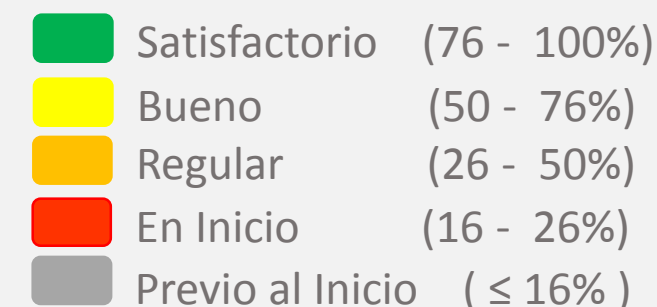 Satisfactorio (76 - 100%)
Bueno (50 - 76%)
Regular (26 - 50%)
En Inicio (16 - 26%)
Previo al Inicio ( ≤ 16% )